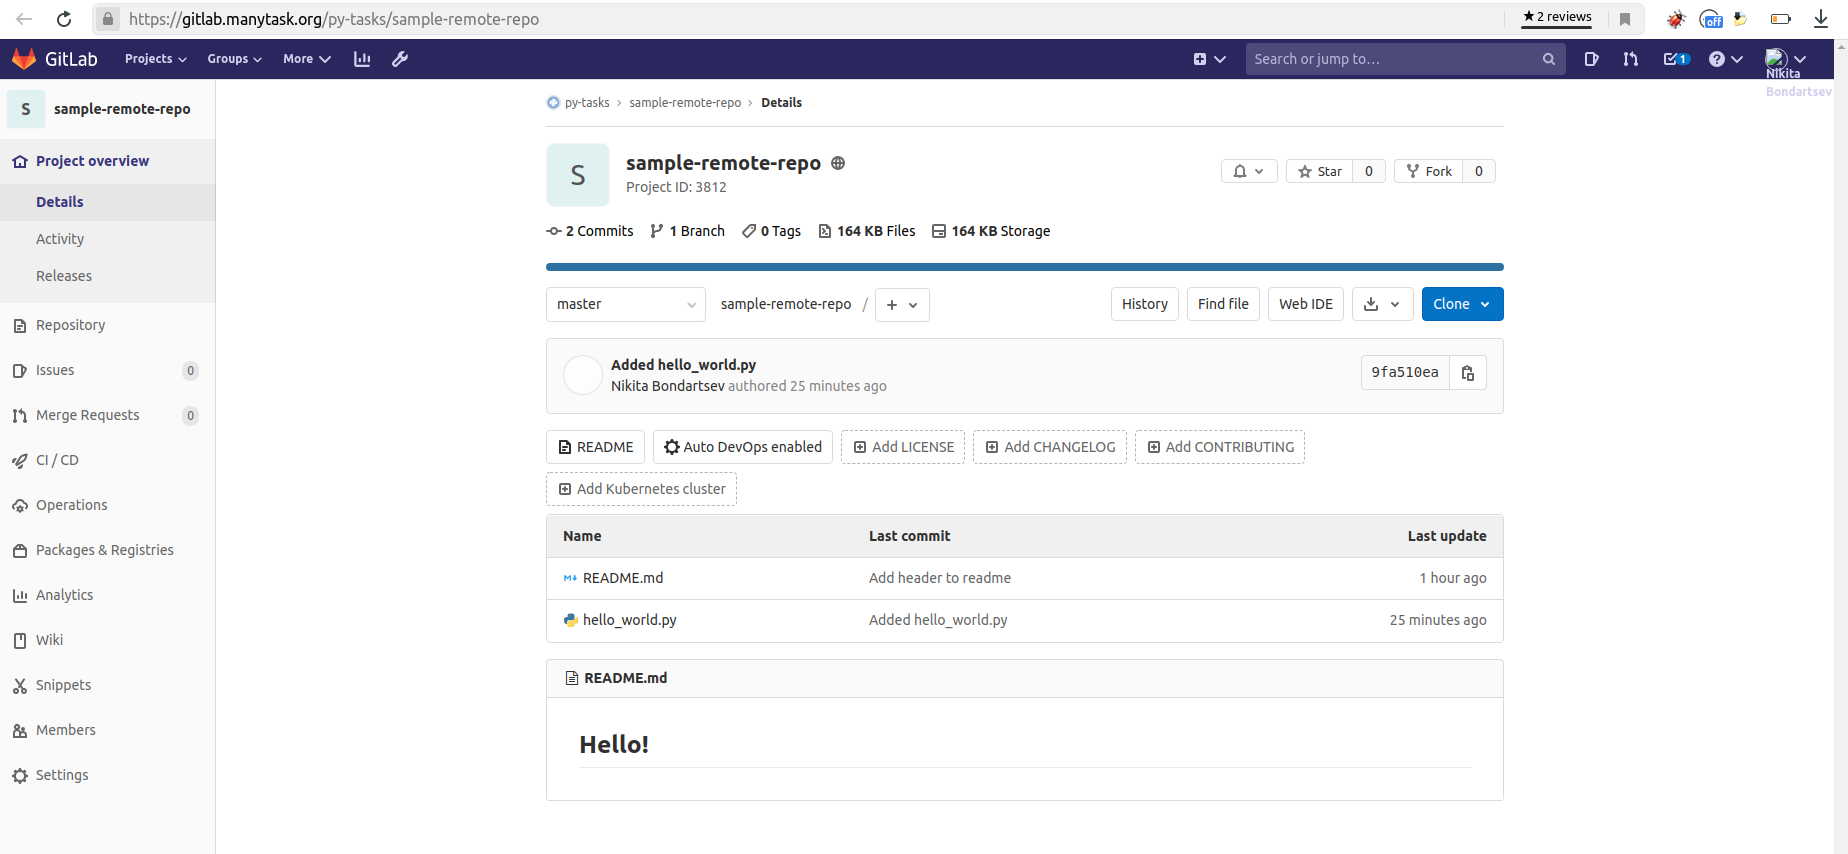 https://gitlab.manytask.org/py-tasks/sample-remote-repo
★ 2 reviews
off
GitLab
Projects
Groups
More
Search or jump to…
1
Nikita
Bondartsev
S
sample-remote-repo
Project overview
Details
Activity
Releases
Repository
Issues 0
Merge Requests 0
CI / CD
Operations
Packages & Registries
Analytics
Wiki
Snippets
Members
Settings
py-tasks › sample-remote-repo › Details
S
sample-remote-repo
Project ID: 3812
Star 0
Fork 0
2 Commits 1 Branch 0 Tags 164 KB Files 164 KB Storage
master
sample-remote-repo / +
History Find file Web IDE Clone
Added hello_world.py
Nikita Bondartsev authored 25 minutes ago
9fa510ea
README Auto DevOps enabled Add LICENSE Add CHANGELOG Add CONTRIBUTING
Add Kubernetes cluster
Name Last commit Last update
README.md Add header to readme 1 hour ago
hello_world.py Added hello_world.py 25 minutes ago
README.md
Hello!